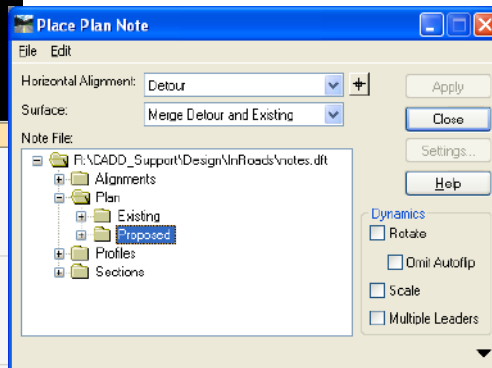 Place Plan Note
File Edit
Horizontal Alignment: Detour
Apply
Surface: Merge Detour and Existing
Close
Note File:
Settings...
R:\CADD_Support\Design\InRoads\notes.dft
Alignments
Help
Plan
Existing
Proposed
Profiles
Sections
Dynamics
Rotate
Omit Autoflip
Scale
Multiple Leaders